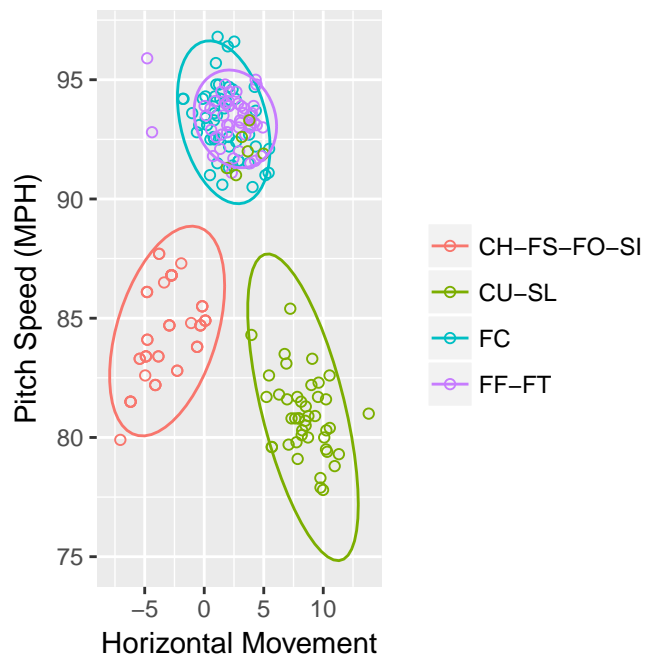 95
90
85
80
75
−5
0
5
10
Pitch Speed (MPH)
Horizontal Movement
CH−FS−FO−SI
CU−SL
FC
FF−FT